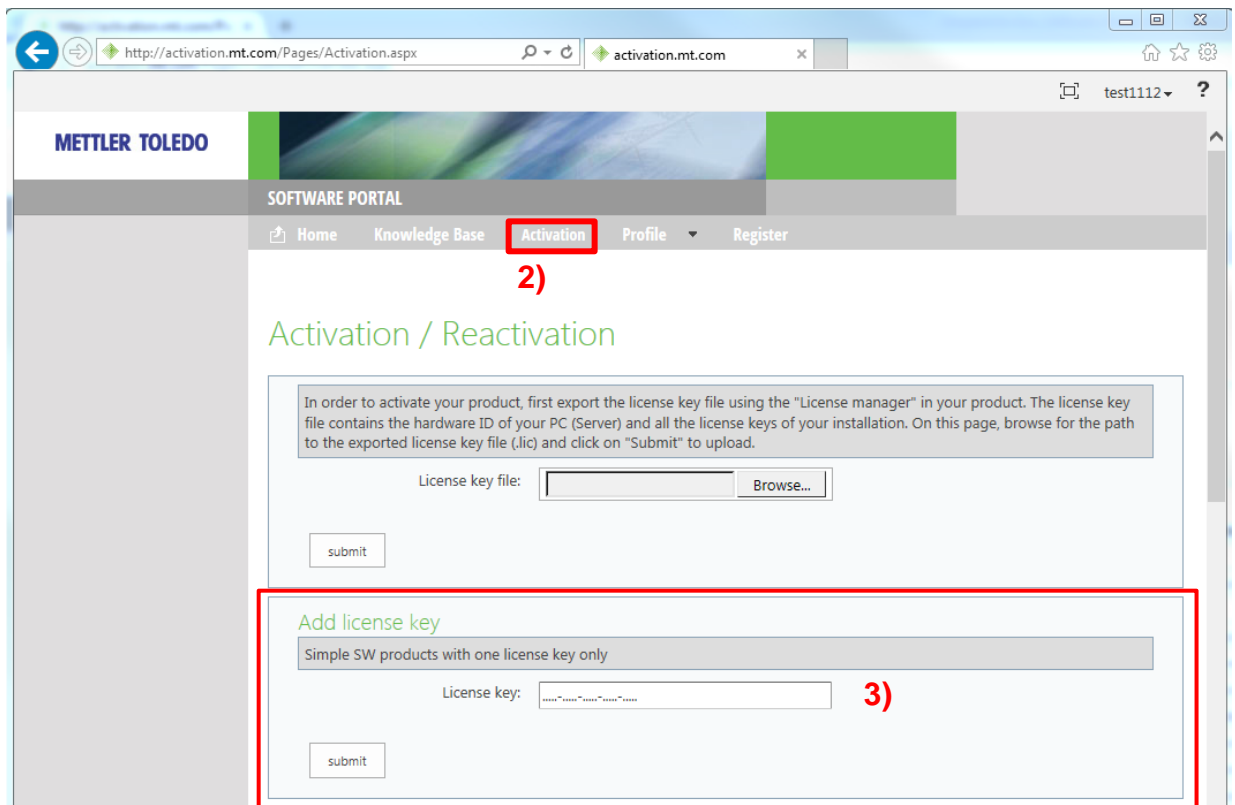 http://activation.mt.com/Pages/Activation.aspx
activation.mt.com
test1112
?
METTLER TOLEDO
SOFTWARE PORTAL
Home Knowledge Base Activation Profile Register
2)
Activation / Reactivation
In order to activate your product, first export the license key file using the "License manager" in your product. The license key
file contains the hardware ID of your PC (Server) and all the license keys of your installation. On this page, browse for the path
to the exported license key file (.lic) and click on "Submit" to upload.
License key file: Browse...
submit
Add license key
Simple SW products with one license key only
License key: .....-.....-.....-.....-..... 3)
submit